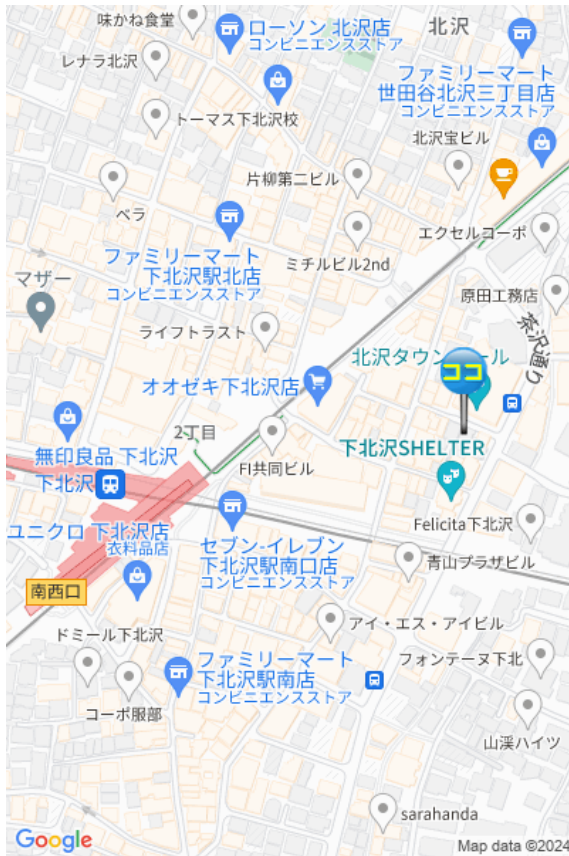 味かね食堂
ローソン 北沢店
コンビニエンスストア
北沢
レナラ北沢
ファミリーマート
世田谷北沢三丁目店
コンビニエンスストア
トーマス下北沢校
北沢宝ビル
片柳第二ビル
ベラ
エクセルコーポ
ファミリーマート
下北沢駅北店
コンビニエンスストア
ミチルビル2nd
マザー
原田工務店
ライフトラスト
茶沢通り
北沢タウンホール
ココ
オオゼキ下北沢店
2丁目
無印良品 下北沢
下北沢SHELTER
FI共同ビル
下北沢
ユニクロ 下北沢店
衣料品店
セブン-イレブン
下北沢駅南口店
コンビニエンスストア
Felicita下北沢
青山プラザビル
南西口
アイ・エス・アイビル
ドミール下北沢
ファミリーマート
下北沢駅南店
コンビニエンスストア
フォンテーヌ下北
コーポ服部
山渓ハイツ
sarahanda
Google
Map data ©2024